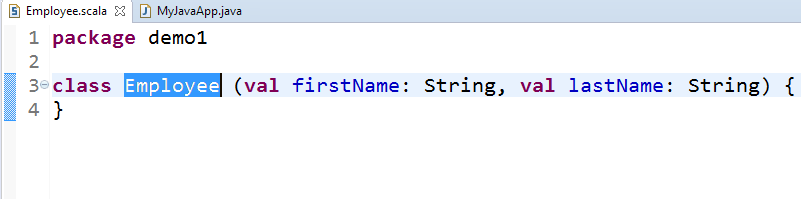 Employee.scala MyJavaApp.java
1 package demo1
2
3 class Employee (val firstName: String, val lastName: String) {
4 }